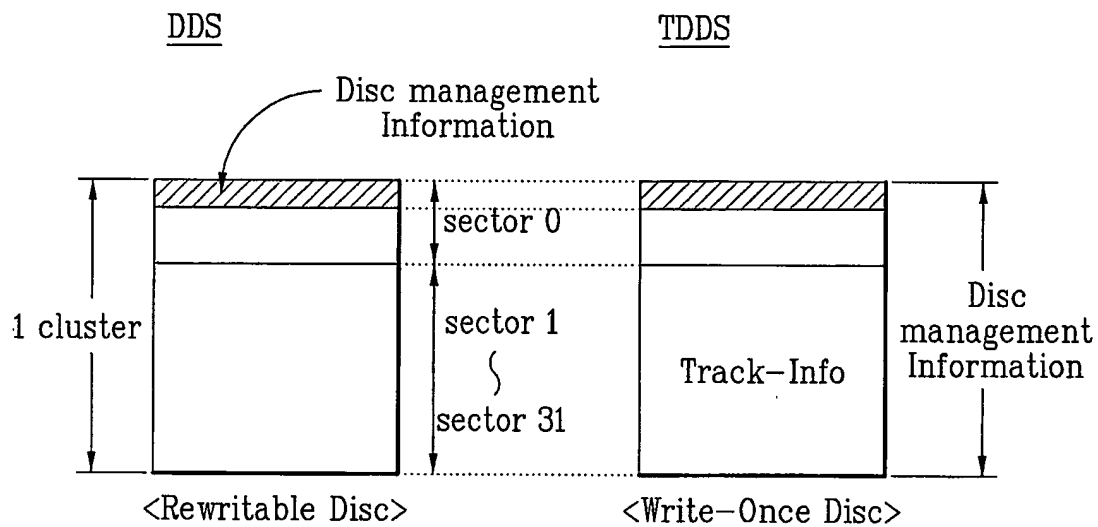 DDS
TDDS
Disc management
Information
sector 0
1 cluster
sector 1
sector 31
Track-Info
Disc
management
Information
<Rewritable Disc>
<Write-Once Disc>